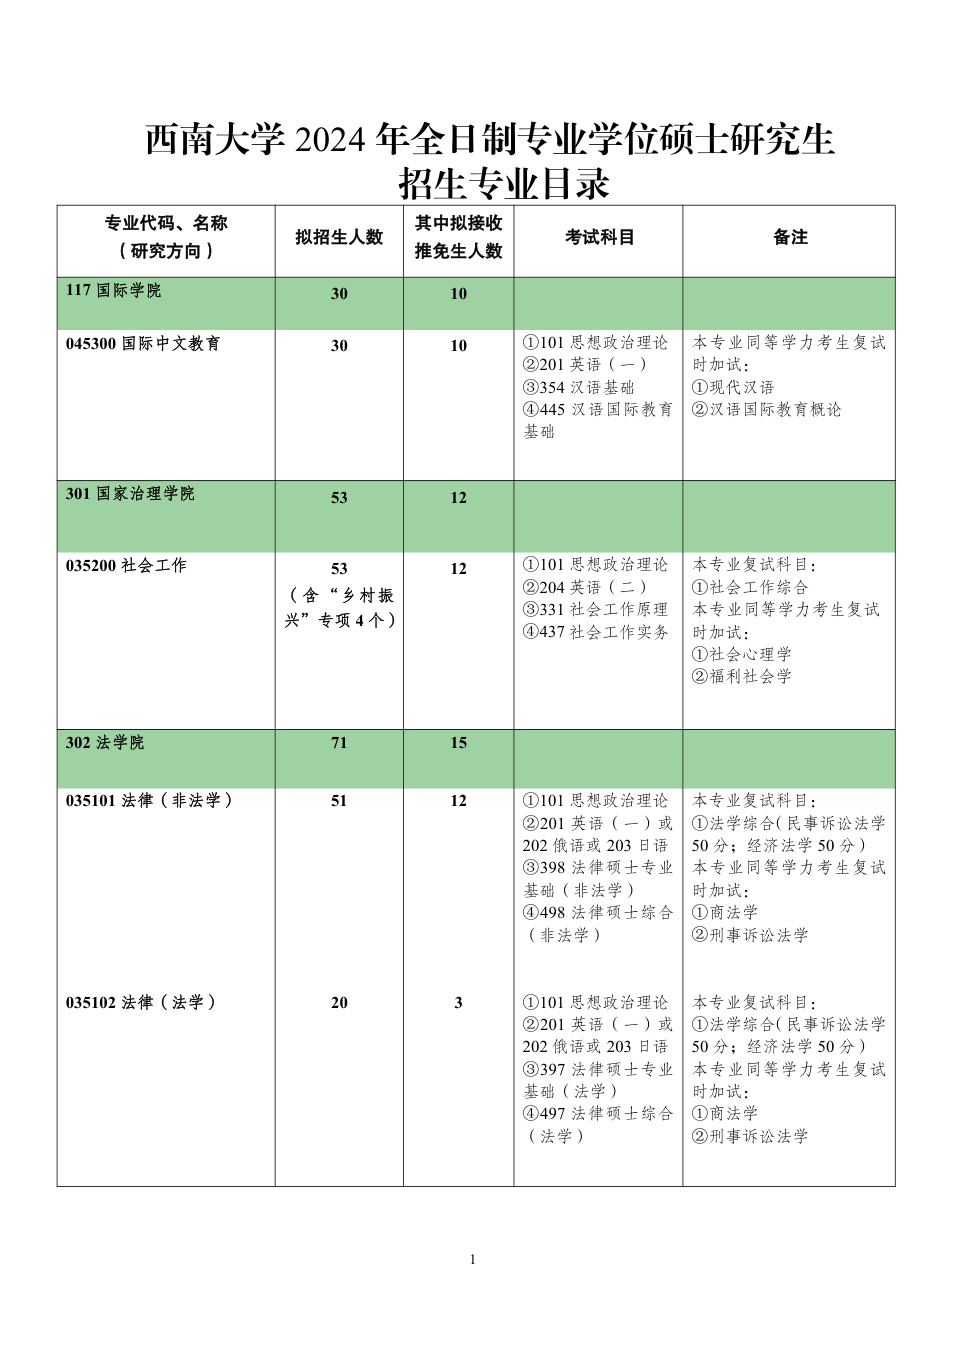 西南大学 2024 年全日制专业学位硕士研究生
招生专业目录
专业代码、名称
（研究方向）
拟招生人数
其中拟接收
推免生人数
考试科目
备注
117 国际学院
30
10
045300 国际中文教育
30
10
①101 思想政治理论
②201 英语（一）
③354 汉语基础
④445 汉语国际教育
基础
本专业同等学力考生复试
时加试：
①现代汉语
②汉语国际教育概论
301 国家治理学院
53
12
035200 社会工作
53
（含“乡村振
兴”专项 4 个）
12
①101 思想政治理论
②204 英语（二）
③331 社会工作原理
④437 社会工作实务
本专业复试科目：
①社会工作综合
本专业同等学力考生复试
时加试：
①社会心理学
②福利社会学
302 法学院
71
15
035101 法律（非法学）
51
12
①101 思想政治理论
②201 英语（一）或
202 俄语或 203 日语
③398 法律硕士专业
基础（非法学）
④498 法律硕士综合
（非法学）
本专业复试科目：
①法学综合（民事诉讼法学
50 分；经济法学 50 分）
本专业同等学力考生复试
时加试：
①商法学
②刑事诉讼法学
035102 法律（法学）
20
3
①101 思想政治理论
②201 英语（一）或
202 俄语或 203 日语
③397 法律硕士专业
基础（法学）
④497 法律硕士综合
（法学）
本专业复试科目：
①法学综合（民事诉讼法学
50 分；经济法学 50 分）
本专业同等学力考生复试
时加试：
①商法学
②刑事诉讼法学
1